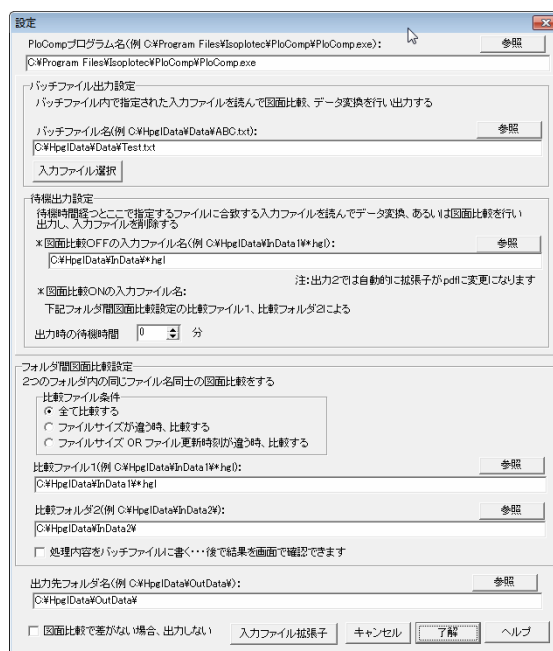 設定
PloCompプログラム名(例 C:¥Program Files¥Isoplotec¥PloComp¥PloComp.exe):
参照
C:¥Program Files¥Isoplotec¥PloComp¥PloComp.exe
バッチファイル出力設定
バッチファイル内で指定された入力ファイルを読んで図面比較、データ変換を行い出力する
バッチファイル名(例 C:¥HpglData¥Data¥ABC.txt):
参照
C:¥HpglData¥Data¥Test.txt
入力ファイル選択
待機出力設定
待機時間経つとここで指定するファイルに合致する入力ファイルを読んでデータ変換、あるいは図面比較を行い
出力し、入力ファイルを削除する
*図面比較OFFの入力ファイル名(例 C:¥HpglData¥InData1¥*.hgl):
参照
C:¥HpglData¥InData¥*.hgl
注:出力2では自動的に拡張子がpdfに変更になります
*図面比較ONの入力ファイル名:
下記フォルダ間図面比較設定の比較ファイル1、比較フォルダ2による
出力時の待機時間 0 分
フォルダ間図面比較設定
2つのフォルダ内の同じファイル名同士の図面比較をする
比較ファイル条件
全て比較する
ファイルサイズが違う時、比較する
ファイルサイズ OR ファイル更新時刻が違う時、比較する
比較ファイル1(例 C:¥HpglData¥InData1¥*.hgl):
参照
C:¥HpglData¥InData1¥*.hgl
比較フォルダ2(例 C:¥HpglData¥InData2¥):
参照
C:¥HpglData¥InData2¥
処理内容をバッチファイルに書く・・・後で結果を画面で確認できます
出力先フォルダ名(例 C:¥HpglData¥OutData¥):
参照
C:¥HpglData¥OutData¥
図面比較で差がない場合、出力しない 入力ファイル拡張子 キャンセル 了解 ヘルプ